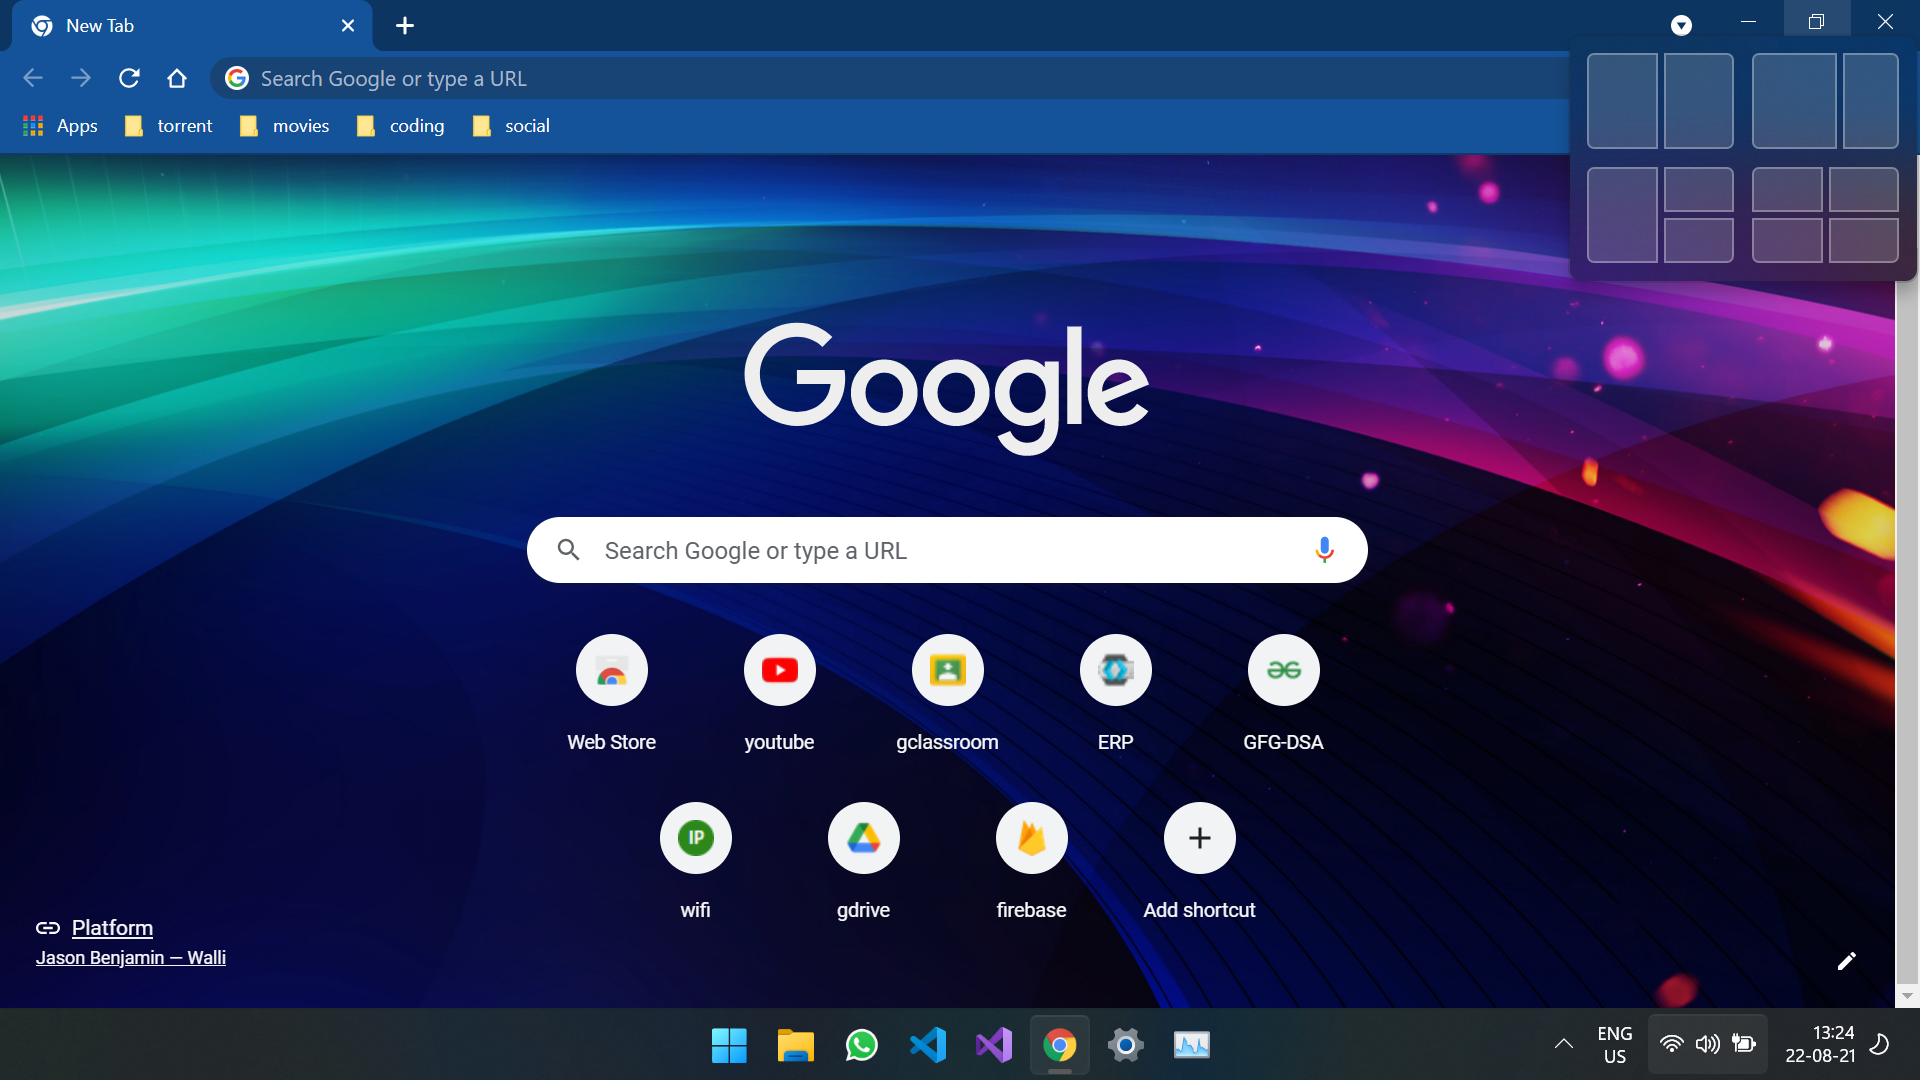 New Tab
Search Google or type a URL
Apps
torrent
movies
coding
social
Google
Search Google or type a URL
Web Store
youtube
gclassroom
ERP
GFG-DSA
IP
wifi
gdrive
firebase
Add shortcut
Platform
Jason Benjamin — Walli
ENG
US
13:24
22-08-21